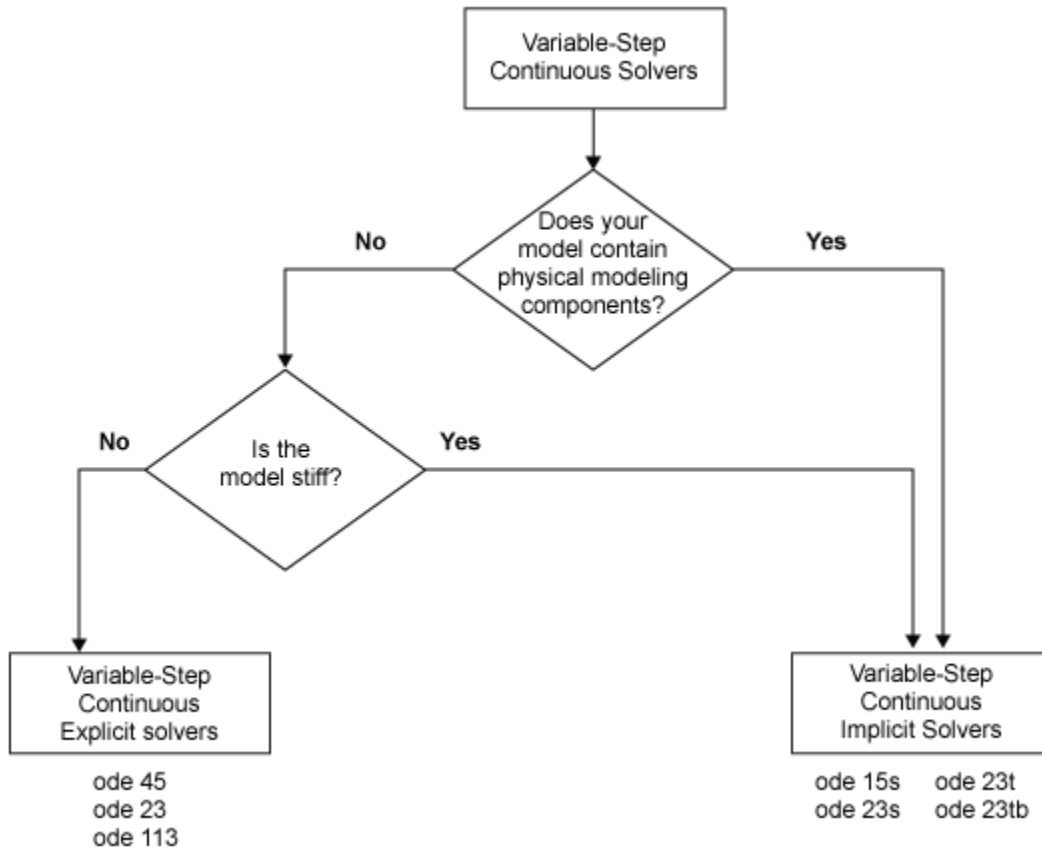 Variable-Step
Continuous Solvers
Does your
model contain
physical modeling
components?
No
Yes
Is the
model stiff?
No
Yes
Variable-Step
Continuous
Explicit solvers
ode 45
ode 23
ode 113
Variable-Step
Continuous
Implicit Solvers
ode 15s ode 23t
ode 23s ode 23tb